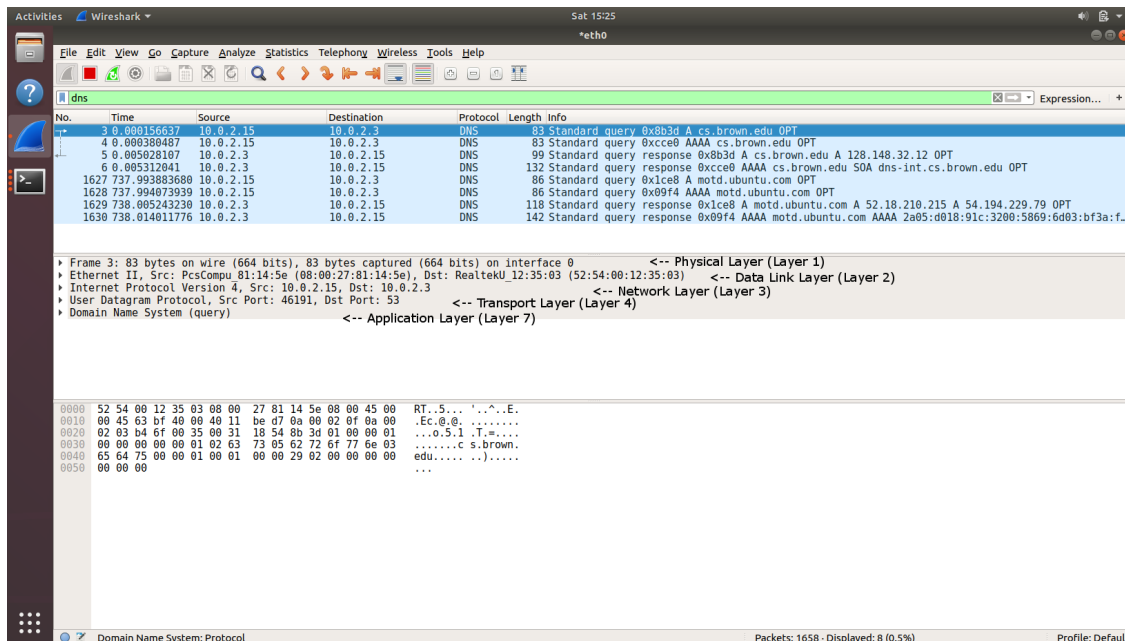 Activities Wireshark Sat 15:25
*eth0
File Edit View Go Capture Analyze Statistics Telephony Wireless Tools Help
dns Expression... +
No. Time Source Destination Protocol Length Info
3 0.000156637 10.0.2.15 10.0.2.3 DNS 83 Standard query 0x8b3d A cs.brown.edu OPT
4 0.000380487 10.0.2.15 10.0.2.3 DNS 83 Standard query 0xcce0 AAAA cs.brown.edu OPT
5 0.005028107 10.0.2.3 10.0.2.15 DNS 99 Standard query response 0x8b3d A cs.brown.edu A 128.148.32.12 OPT
6 0.005312041 10.0.2.3 10.0.2.15 DNS 132 Standard query response 0xcce0 AAAA cs.brown.edu SOA dns-int.cs.brown.edu OPT
1627 737.993883680 10.0.2.15 10.0.2.3 DNS 86 Standard query 0x1ce8 A motd.ubuntu.com OPT
1628 737.994073939 10.0.2.15 10.0.2.3 DNS 86 Standard query 0x09f4 AAAA motd.ubuntu.com OPT
1629 738.005243230 10.0.2.3 10.0.2.15 DNS 118 Standard query response 0x1ce8 A motd.ubuntu.com A 52.18.210.215 A 54.194.229.79 OPT
1630 738.014011776 10.0.2.3 10.0.2.15 DNS 142 Standard query response 0x09f4 AAAA motd.ubuntu.com AAAA 2a05:d018:91c:3200:5869:6d03:bf3a:f…
Frame 3: 83 bytes on wire (664 bits), 83 bytes captured (664 bits) on interface 0 <-- Physical Layer (Layer 1)
Ethernet II, Src: PcsCompu_81:14:5e (08:00:27:81:14:5e), Dst: RealtekU_12:35:03 (52:54:00:12:35:03) <-- Data Link Layer (Layer 2)
Internet Protocol Version 4, Src: 10.0.2.15, Dst: 10.0.2.3 <-- Network Layer (Layer 3)
User Datagram Protocol, Src Port: 46191, Dst Port: 53 <-- Transport Layer (Layer 4)
Domain Name System (query) <-- Application Layer (Layer 7)
0000 52 54 00 12 35 03 08 00 27 81 14 5e 08 00 45 00 RT..5... '..^..E.
0010 00 45 63 bf 40 00 40 11 be d7 0a 00 02 0f 0a 00 .Ec.@.@. ........
0020 02 03 b4 6f 00 35 00 31 18 54 8b 3d 01 00 00 01 ...o.5.1 .T.=....
0030 00 00 00 00 00 01 02 63 73 05 62 72 6f 77 6e 03 .......c s.brown.
0040 65 64 75 00 00 01 00 01 00 00 29 02 00 00 00 00 edu..... ..).....
0050 00 00 00 ...
Domain Name System: Protocol Packets: 1658 · Displayed: 8 (0.5%) Profile: Defaul